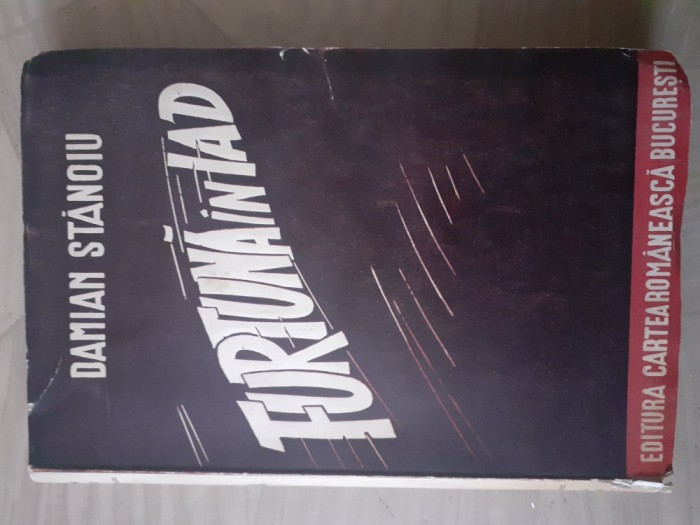 DAMIAN STĂNOIU
FURTUNĂ ÎN IAD
EDITURA CARTEA ROMÂNEASCĂ BUCUREȘTI